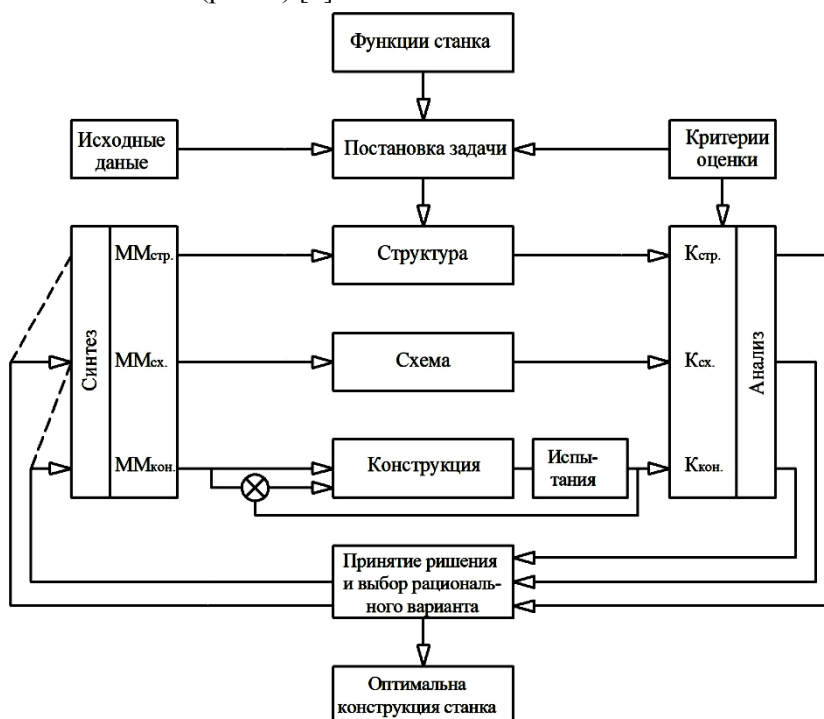 Функции станка
Исходные
даные
Постановка задачи
Критерии
оценки
Синтез
ММстр.
Структура
Кстр.
Анализ
ММсх.
Схема
Ксх.
ММкон.
Конструкция
Испы-
тания
Ккон.
Принятие ришения
и выбор рациональ-
ного варианта
Оптимальна
конструкция станка